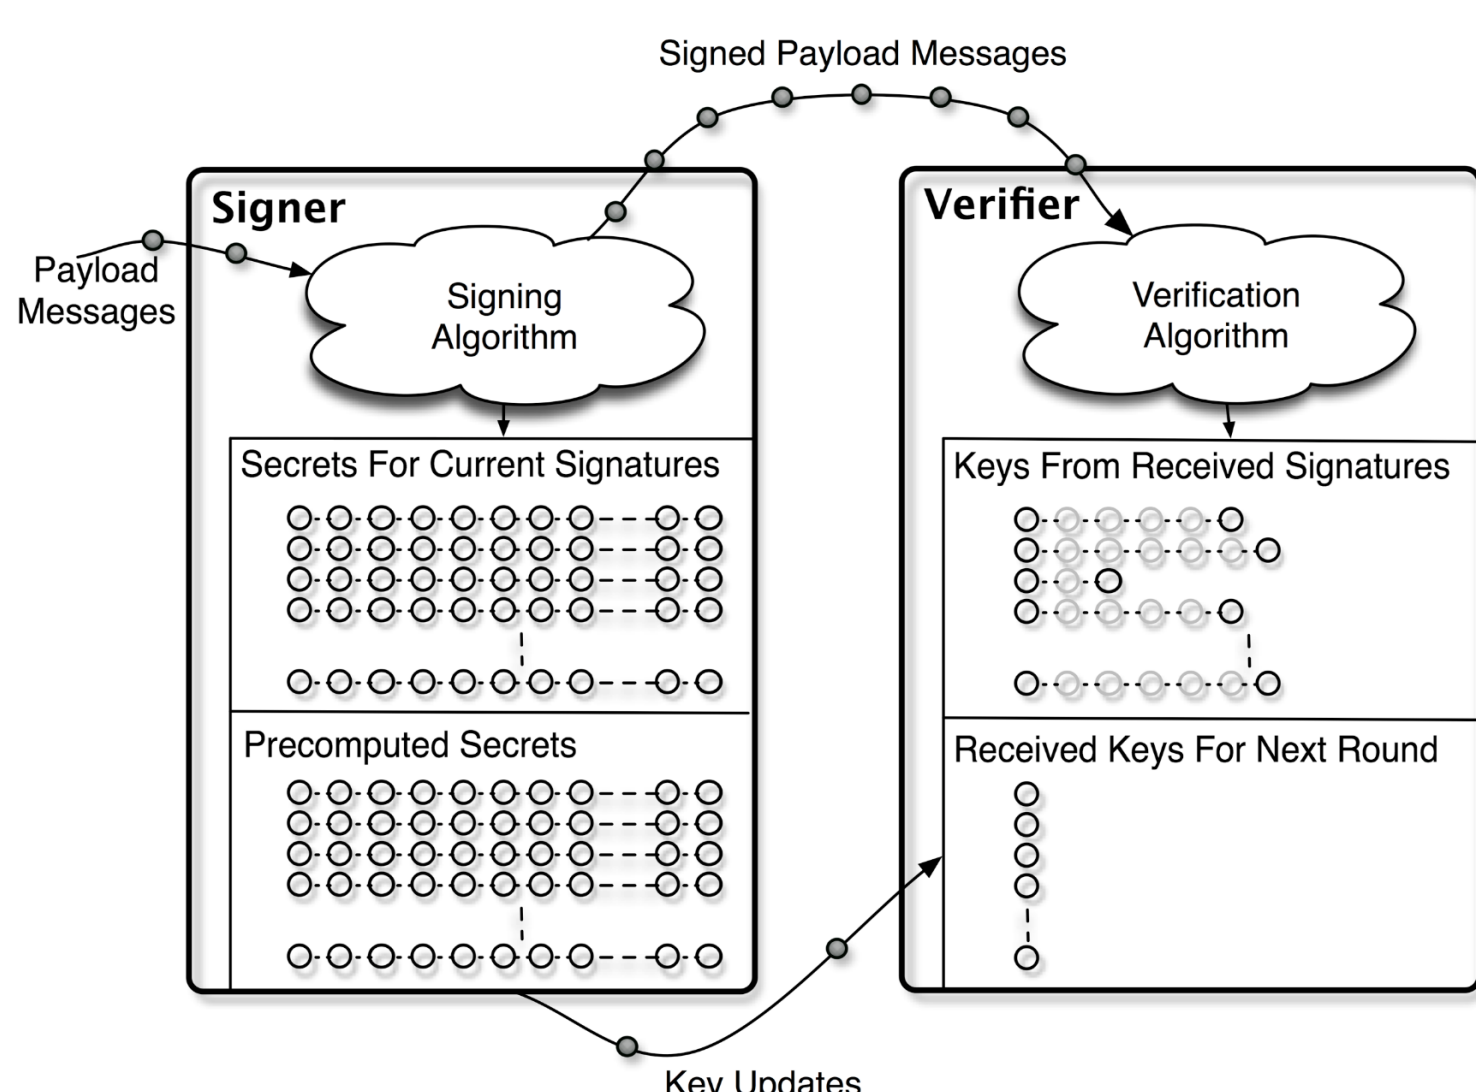 Signed Payload Messages
Signer
Verifier
Payload
Messages
Signing
Algorithm
Verification
Algorithm
Secrets For Current Signatures
Keys From Received Signatures
Precomputed Secrets
Received Keys For Next Round
Key Updates